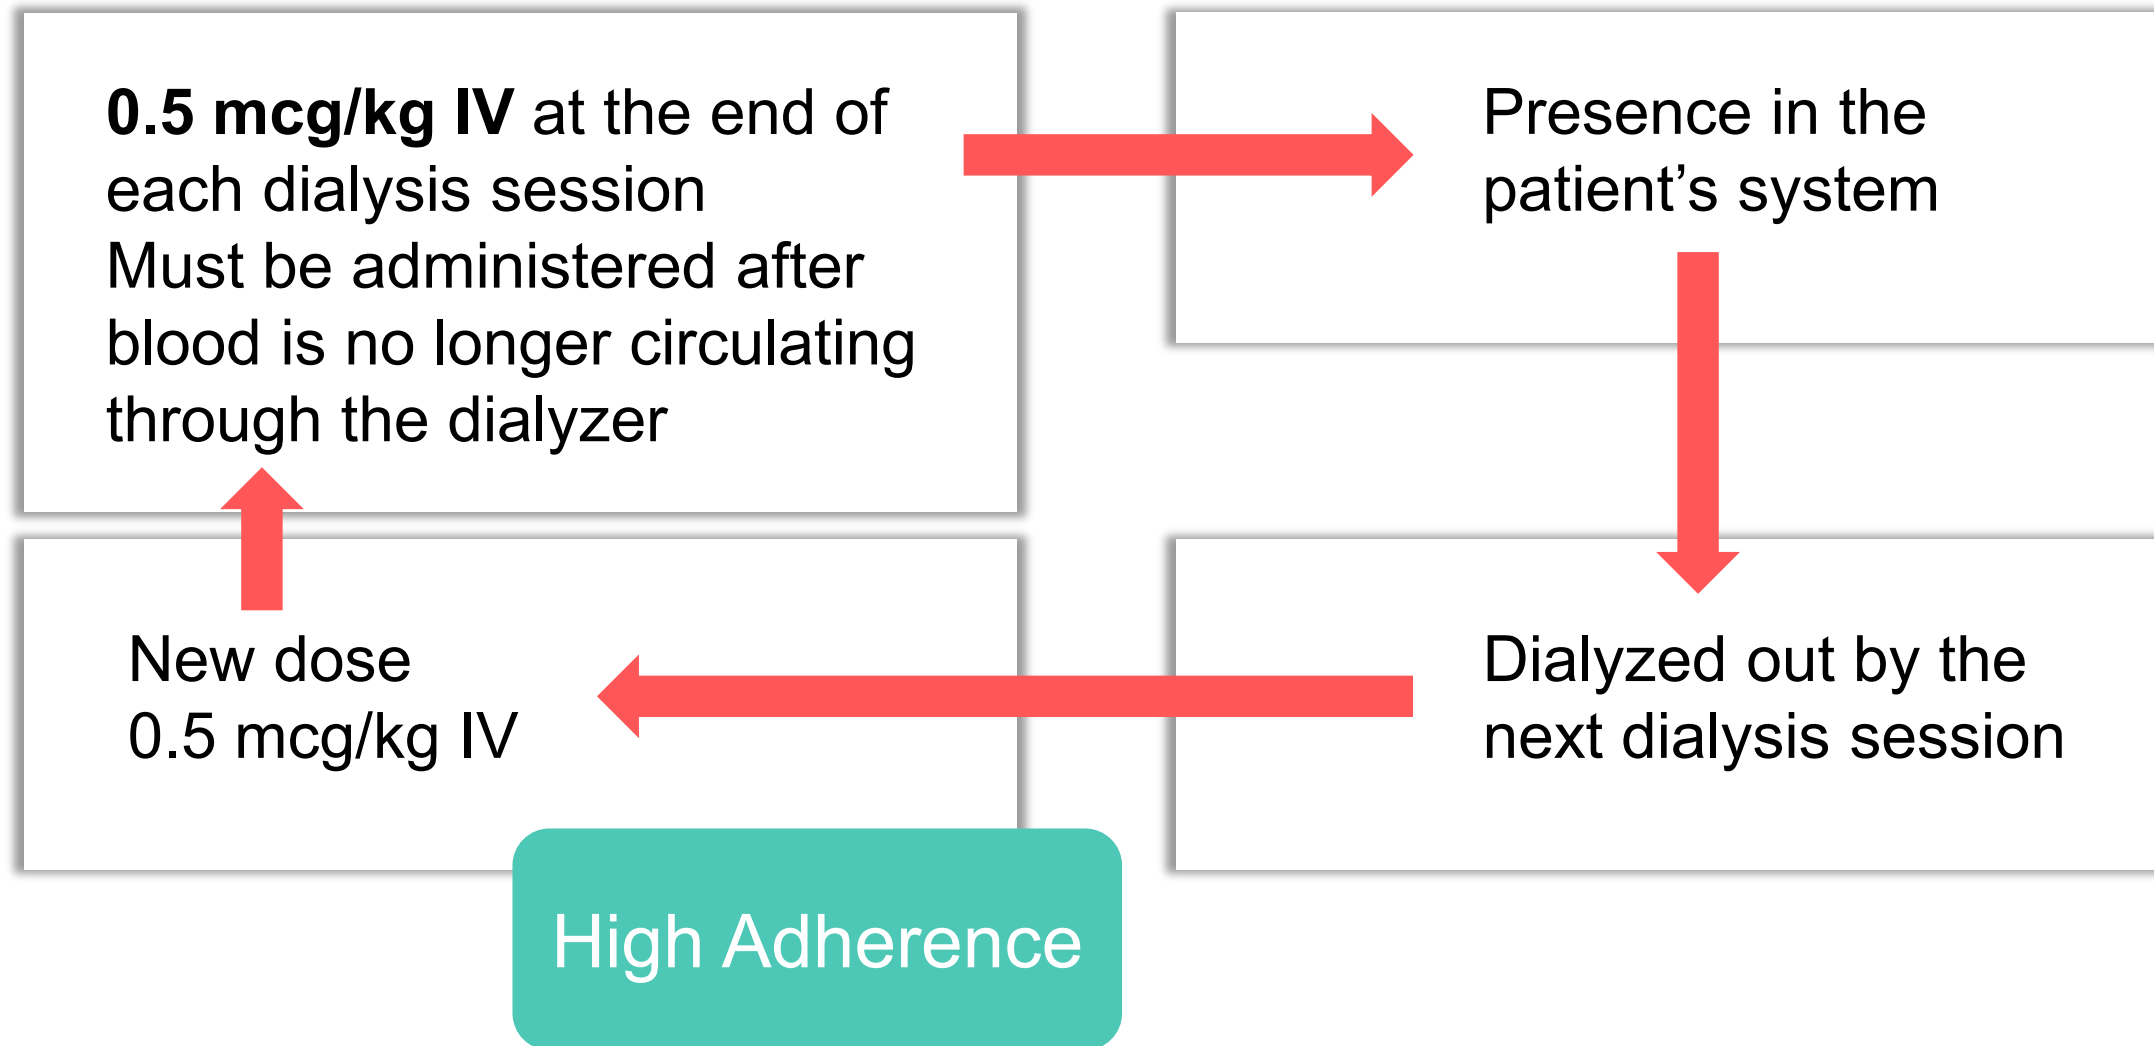 0.5 mcg/kg IV at the end of
each dialysis session
Must be administered after
blood is no longer circulating
through the dialyzer
Presence in the
patient’s system
New dose
0.5 mcg/kg IV
Dialyzed out by the
next dialysis session
High Adherence